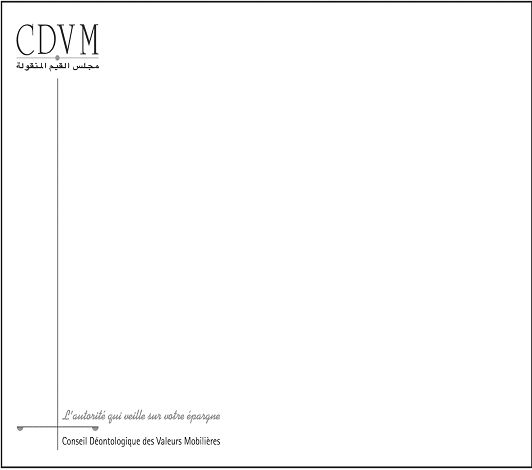 CDVM
مجلس القيم المنقولة
L'autorité qui veille sur votre épargne
Conseil Déontologique des Valeurs Mobilières